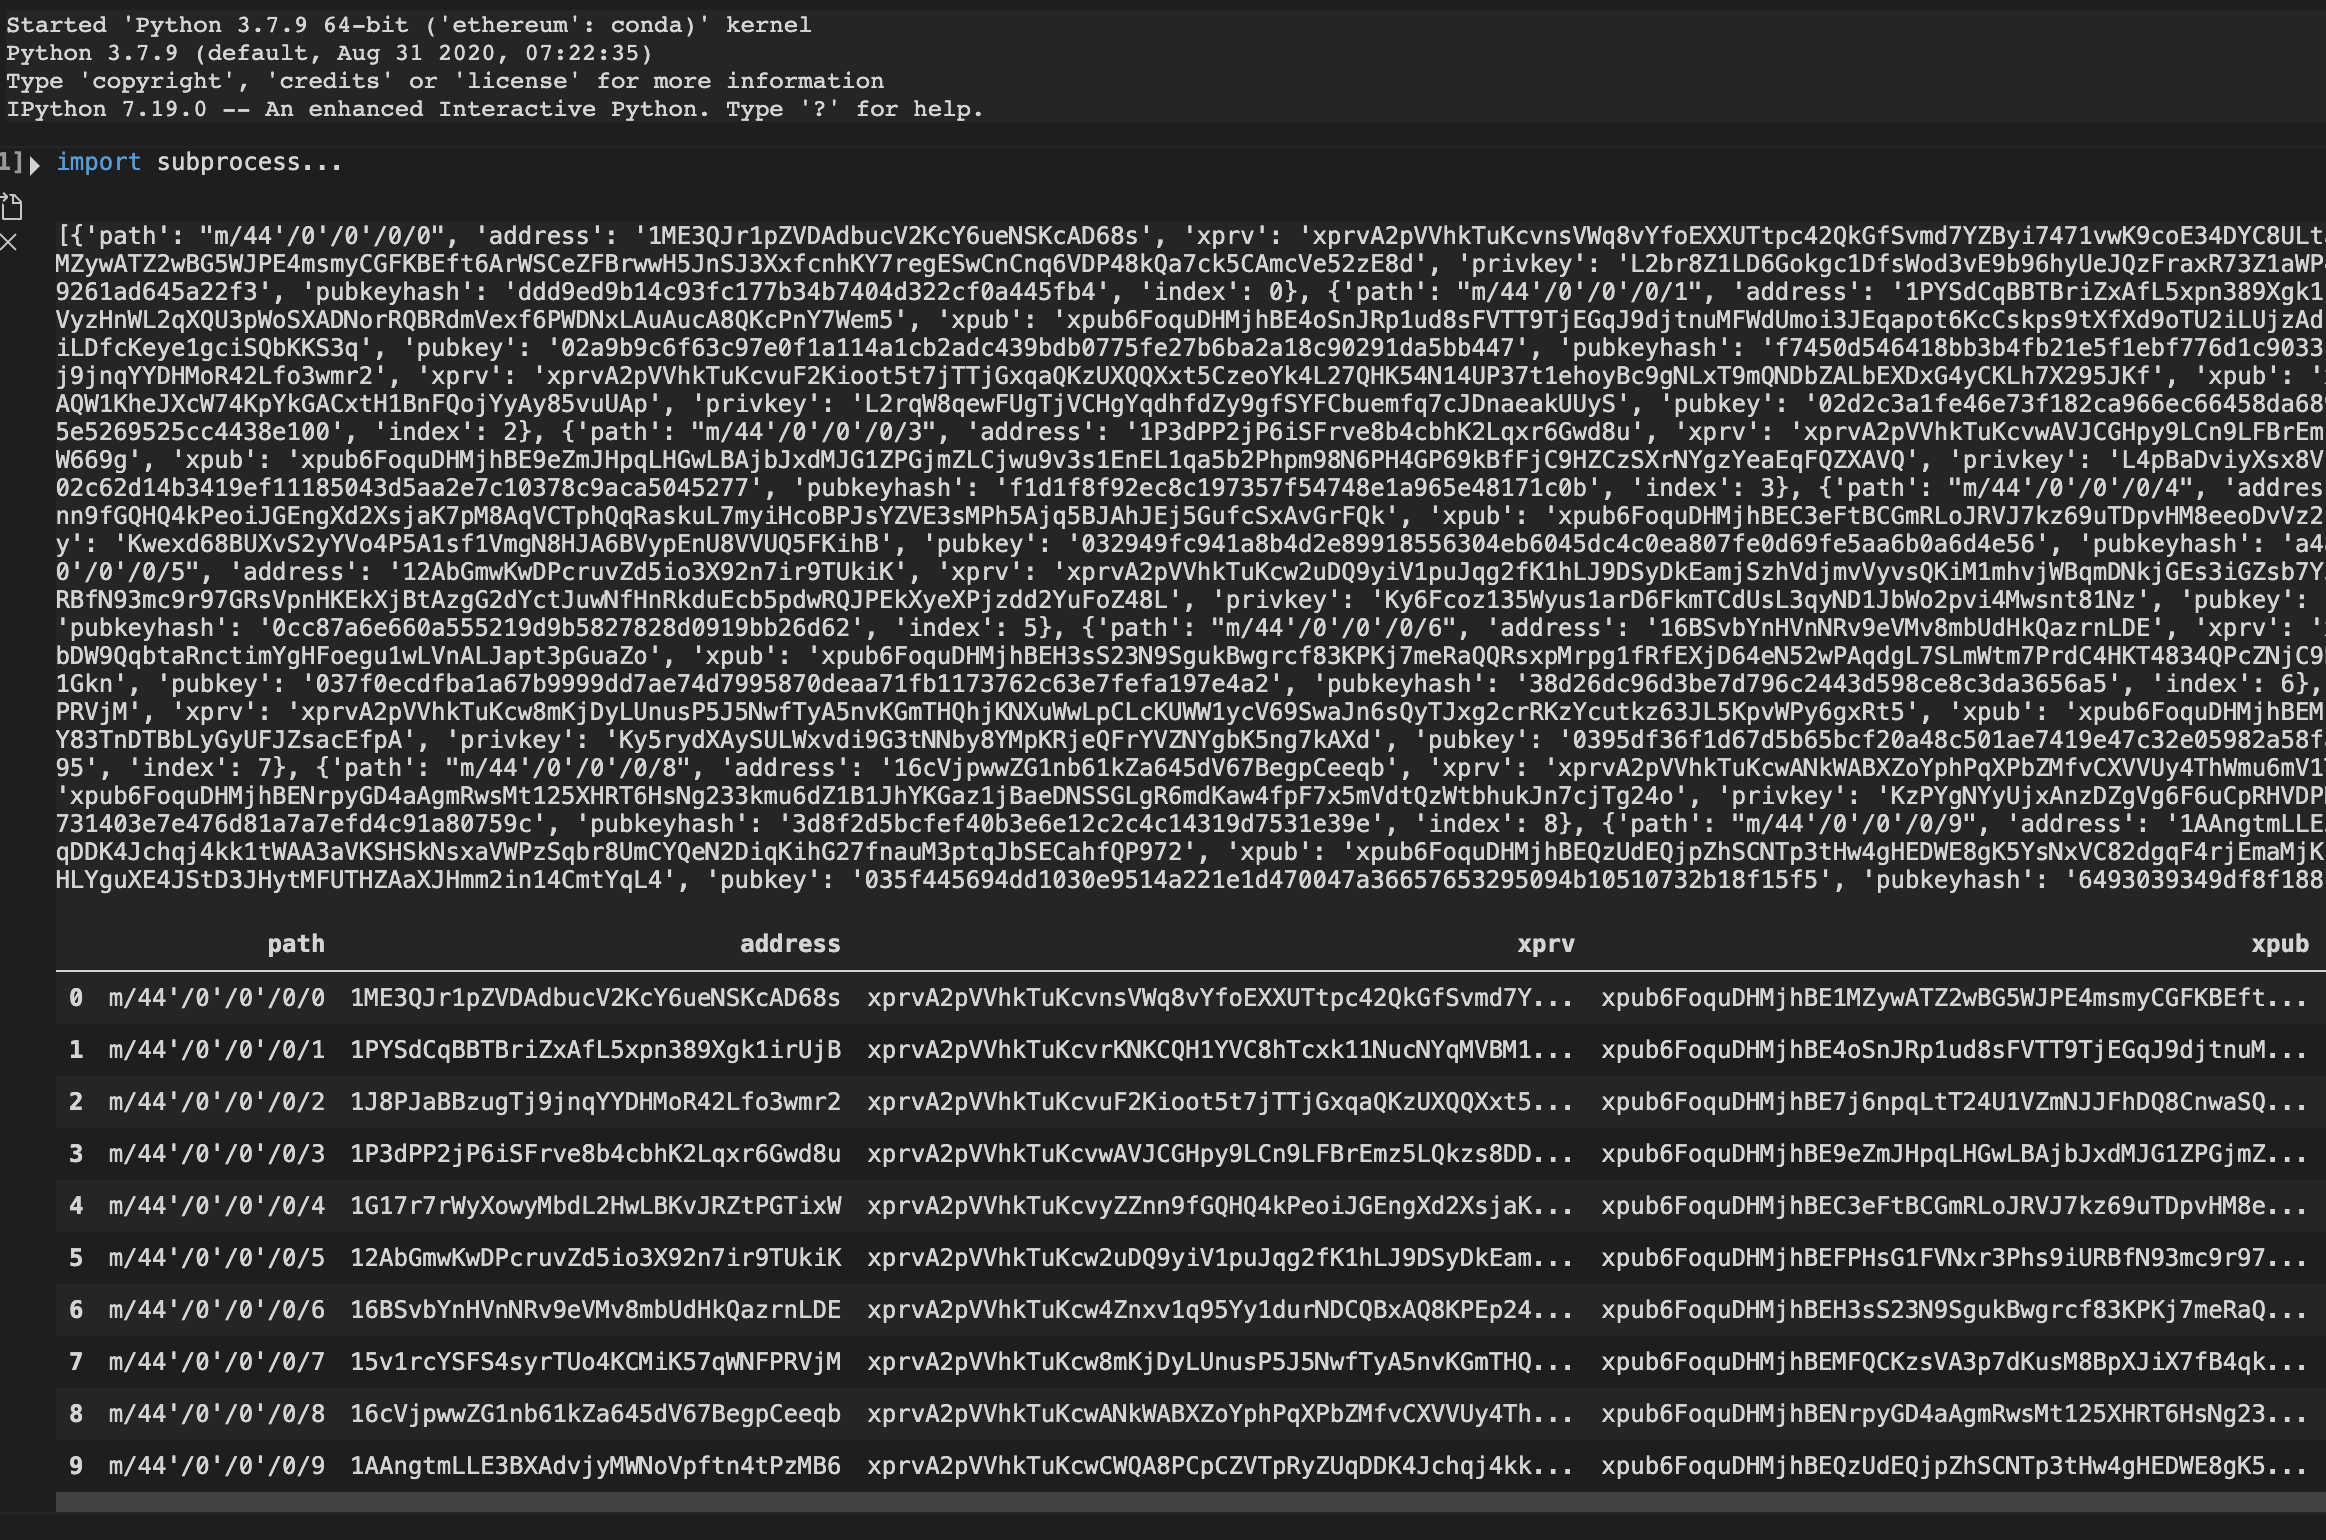 Started 'Python 3.7.9 64-bit ('ethereum': conda)' kernel
Python 3.7.9 (default, Aug 31 2020, 07:22:35)
Type 'copyright', 'credits' or 'license' for more information
IPython 7.19.0 -- An enhanced Interactive Python. Type '?' for help.
1] import subprocess...
[{'path': "m/44'/0'/0'/0/0", 'address': '1ME3QJr1pZVDAdbucV2KcY6ueNSKcAD68s', 'xprv': 'xprvA2pVVhkTuKcvnsVWq8vYfoEXXUTtpc42QkGfSvmd7YZByi7471vwK9coE34DYC8ULt
MZywATZ2wBG5WJPE4msmyCGFKBEft6ArWSCeZFBrwwH5JnSJ3XxfcnhKY7regESwCnCnq6VDP48kQa7ck5CAmcVe52zE8d', 'privkey': 'L2br8Z1LD6Gokgc1DfsWod3vE9b96hyUeJQzFraxR73Z1aWP
9261ad645a22f3', 'pubkeyhash': 'ddd9ed9b14c93fc177b34b7404d322cf0a445fb4', 'index': 0}, {'path': "m/44'/0'/0'/0/1", 'address': '1PYSdCqBBTBriZxAfL5xpn389Xgk1
VyzHnWL2qXQU3pWoSXADNorRQBRdmVexf6PWDNxLAuAucA8QKcPnY7Wem5', 'xpub': 'xpub6FoquDHMjhBE4oSnJRp1ud8sFVTT9TjEGqJ9djtnuMFWdUmoi3JEqapot6KcCskps9tXfXd9oTU2iLUjzAd
iLDfcKeye1gciSQbKKS3q', 'pubkey': '02a9b9c6f63c97e0f1a114a1cb2adc439bdb0775fe27b6ba2a18c90291da5bb447', 'pubkeyhash': 'f7450d546418bb3b4fb21e5f1ebf776d1c9033
j9jnqYYDHMoR42Lfo3wmr2', 'xprv': 'xprvA2pVVhkTuKcvuF2Kioot5t7jTTjGxqaQKzUXQQXxt5CzeoYk4L27QHK54N14UP37t1ehoyBc9gNLxT9mQNDbZALbEXDxG4yCKLh7X295JKf', 'xpub': '
AQW1KheJXcW74KpYkGACxtH1BnFQojYyAy85vuUAp', 'privkey': 'L2rqW8qewFUgTjVCHgYqdhfdZy9gfSYFCbuemfq7cJDnaeakUUyS', 'pubkey': '02d2c3a1fe46e73f182ca966ec66458da68
5e5269525cc4438e100', 'index': 2}, {'path': "m/44'/0'/0'/0/3", 'address': '1P3dPP2jP6iSFrve8b4cbhK2Lqxr6Gwd8u', 'xprv': 'xprvA2pVVhkTuKcvwAVJCGHpy9LCn9LFBrEm
W669g', 'xpub': 'xpub6FoquDHMjhBE9eZmJHpqLHGwLBAjbJxdMJG1ZPGjmZLCjwu9v3s1EnEL1qa5b2Phpm98N6PH4GP69kBfFjC9HZCzSXrNYgzYeaEqFQZXAVQ', 'privkey': 'L4pBaDviyXsx8V
02c62d14b3419ef11185043d5aa2e7c10378c9aca5045277', 'pubkeyhash': 'f1d1f8f92ec8c197357f54748e1a965e48171c0b', 'index': 3}, {'path': "m/44'/0'/0'/0/4", 'addres
nn9fGQHQ4kPeoiJGEngXd2XsjaK7pM8AqVCTphQqRaskuL7myiHcoBPJsYZVE3sMPh5Ajq5BJAhJEj5GufcSxAvGrFQk', 'xpub': 'xpub6FoquDHMjhBEC3eFtBCGmRLoJRVJ7kz69uTDpvHM8eeoDvVz2
y': 'Kwexd68BUXvS2yYVo4P5A1sf1VmgN8HJA6BVypEnU8VVUQ5FKihB', 'pubkey': '032949fc941a8b4d2e89918556304eb6045dc4c0ea807fe0d69fe5aa6b0a6d4e56', 'pubkeyhash': 'a4
0'/0'/0/5", 'address': '12AbGmwKwDPcruvZd5io3X92n7ir9TUkiK', 'xprv': 'xprvA2pVVhkTuKcw2uDQ9yiV1puJqg2fK1hLJ9DSyDkEamjSzhVdjmvVyvsQKiM1mhvjWBqmDNkjGEs3iGZsb7Y
RBfN93mc9r97GRsVpnHKEkXjBtAzgG2dYctJuwNfHnRkduEcb5pdwRQJPEkXyeXPjzdd2YuFoZ48L', 'privkey': 'Ky6Fcoz135Wyus1arD6FkmTCdUsL3qyND1JbWo2pvi4Mwsnt81Nz', 'pubkey':
'pubkeyhash': '0cc87a6e660a555219d9b5827828d0919bb26d62', 'index': 5}, {'path': "m/44'/0'/0'/0/6", 'address': '16BSvbYnHVnNRv9eVMv8mbUdHkQazrnLDE', 'xprv': '
bDW9QqbtaRnctimYgHFoegu1wLVnALJapt3pGuaZo', 'xpub': 'xpub6FoquDHMjhBEH3sS23N9SgukBwgrcf83KPKj7meRaQQRsxpMrpg1fRfEXjD64eN52wPAqdgL7SLmWtm7PrdC4HKT4834QPcZNjC9
1Gkn', 'pubkey': '037f0ecdfba1a67b9999dd7ae74d7995870deaa71fb1173762c63e7fefa197e4a2', 'pubkeyhash': '38d26dc96d3be7d796c2443d598ce8c3da3656a5', 'index': 6},
PRVjM', 'xprv': 'xprvA2pVVhkTuKcw8mKjDyLUnusP5J5NwfTyA5nvKGmTHQhjKNXuWwLpCLcKUWW1ycV69SwaJn6sQyTJxg2crRKzYcutkz63JL5KpvWPy6gxRt5', 'xpub': 'xpub6FoquDHMjhBEM
Y83TnDTBbLyGyUFJZsacEfpA', 'privkey': 'Ky5rydXAySULWxvdi9G3tNNby8YMpKRjeQFrYVZNYgbK5ng7kAXd', 'pubkey': '0395df36f1d67d5b65bcf20a48c501ae7419e47c32e05982a58f
95', 'index': 7}, {'path': "m/44'/0'/0'/0/8", 'address': '16cVjpwwZG1nb61kZa645dV67BegpCeeqb', 'xprv': 'xprvA2pVVhkTuKcwANkWABXZoYphPqXPbZMfvCXVVUy4ThWmu6mV1
'xpub6FoquDHMjhBENrpyGD4aAgmRwsMt125XHRT6HsNg233kmu6dZ1B1JhYKGaz1jBaeDNSSGLgR6mdKaw4fpF7x5mVdtQzWtbhukJn7cjTg24o', 'privkey': 'KzPYgNYyUjxAnzDZgVg6F6uCpRHVDP
731403e7e476d81a7a7efd4c91a80759c', 'pubkeyhash': '3d8f2d5bcfef40b3e6e12c2c4c14319d7531e39e', 'index': 8}, {'path': "m/44'/0'/0'/0/9", 'address': '1AAngtmLLE
qDDK4Jchqj4kk1tWAA3aVKSHSkNsxaVWPzSqbr8UmCYQeN2DiqKihG27fnauM3ptqJbSECahfQP972', 'xpub': 'xpub6FoquDHMjhBEQzUdEQjpZhSCNTp3tHw4gHEDWE8gK5YsNxVC82dgqF4rjEmaMjK
HLYguXE4JStD3JHytMFUTHZAaXJHmm2in14CmtYqL4', 'pubkey': '035f445694dd1030e9514a221e1d470047a36657653295094b10510732b18f15f5', 'pubkeyhash': '6493039349df8f188
path address xprv xpub
0 m/44'/0'/0'/0/0 1ME3QJr1pZVDAdbucV2KcY6ueNSKcAD68s xprvA2pVVhkTuKcvnsVWq8vYfoEXXUTtpc42QkGfSvmd7Y... xpub6FoquDHMjhBE1MZywATZ2wBG5WJPE4msmyCGFKBEft...
1 m/44'/0'/0'/0/1 1PYSdCqBBTBriZxAfL5xpn389Xgk1irUjB xprvA2pVVhkTuKcvrKNKCQH1YVC8hTcxk11NucNYqMVBM1... xpub6FoquDHMjhBE4oSnJRp1ud8sFVTT9TjEGqJ9djtnuM...
2 m/44'/0'/0'/0/2 1J8PJaBBzugTj9jnqYYDHMoR42Lfo3wmr2 xprvA2pVVhkTuKcvuF2Kioot5t7jTTjGxqaQKzUXQQXxt5... xpub6FoquDHMjhBE7j6npqLtT24U1VZmNJJFhDQ8CnwaSQ...
3 m/44'/0'/0'/0/3 1P3dPP2jP6iSFrve8b4cbhK2Lqxr6Gwd8u xprvA2pVVhkTuKcvwAVJCGHpy9LCn9LFBrEmz5LQkzs8DD... xpub6FoquDHMjhBE9eZmJHpqLHGwLBAjbJxdMJG1ZPGjmZ...
4 m/44'/0'/0'/0/4 1G17r7rWyXowyMbdL2HwLBKvJRZtPGTixW xprvA2pVVhkTuKcvyZZnn9fGQHQ4kPeoiJGEngXd2XsjaK... xpub6FoquDHMjhBEC3eFtBCGmRLoJRVJ7kz69uTDpvHM8e...
5 m/44'/0'/0'/0/5 12AbGmwKwDPcruvZd5io3X92n7ir9TUkiK xprvA2pVVhkTuKcw2uDQ9yiV1puJqg2fK1hLJ9DSyDkEam... xpub6FoquDHMjhBEFPHsG1FVNxr3Phs9iURBfN93mc9r97...
6 m/44'/0'/0'/0/6 16BSvbYnHVnNRv9eVMv8mbUdHkQazrnLDE xprvA2pVVhkTuKcw4Znxv1q95Yy1durNDCQBxAQ8KPEp24... xpub6FoquDHMjhBEH3sS23N9SgukBwgrcf83KPKj7meRaQ...
7 m/44'/0'/0'/0/7 15v1rcYSFS4syrTUo4KCMiK57qWNFPRVjM xprvA2pVVhkTuKcw8mKjDyLUnusP5J5NwfTyA5nvKGmTHQ... xpub6FoquDHMjhBEMFQCKzsVA3p7dKusM8BpXJiX7fB4qk...
8 m/44'/0'/0'/0/8 16cVjpwwZG1nb61kZa645dV67BegpCeeqb xprvA2pVVhkTuKcwANkWABXZoYphPqXPbZMfvCXVVUy4Th... xpub6FoquDHMjhBENrpyGD4aAgmRwsMt125XHRT6HsNg23...
9 m/44'/0'/0'/0/9 1AAngtmLLE3BXAdvjyMWNoVpftn4tPzMB6 xprvA2pVVhkTuKcwCWQA8PCpCZVTpRyZUqDDK4Jchqj4kk... xpub6FoquDHMjhBEQzUdEQjpZhSCNTp3tHw4gHEDWE8gK5...